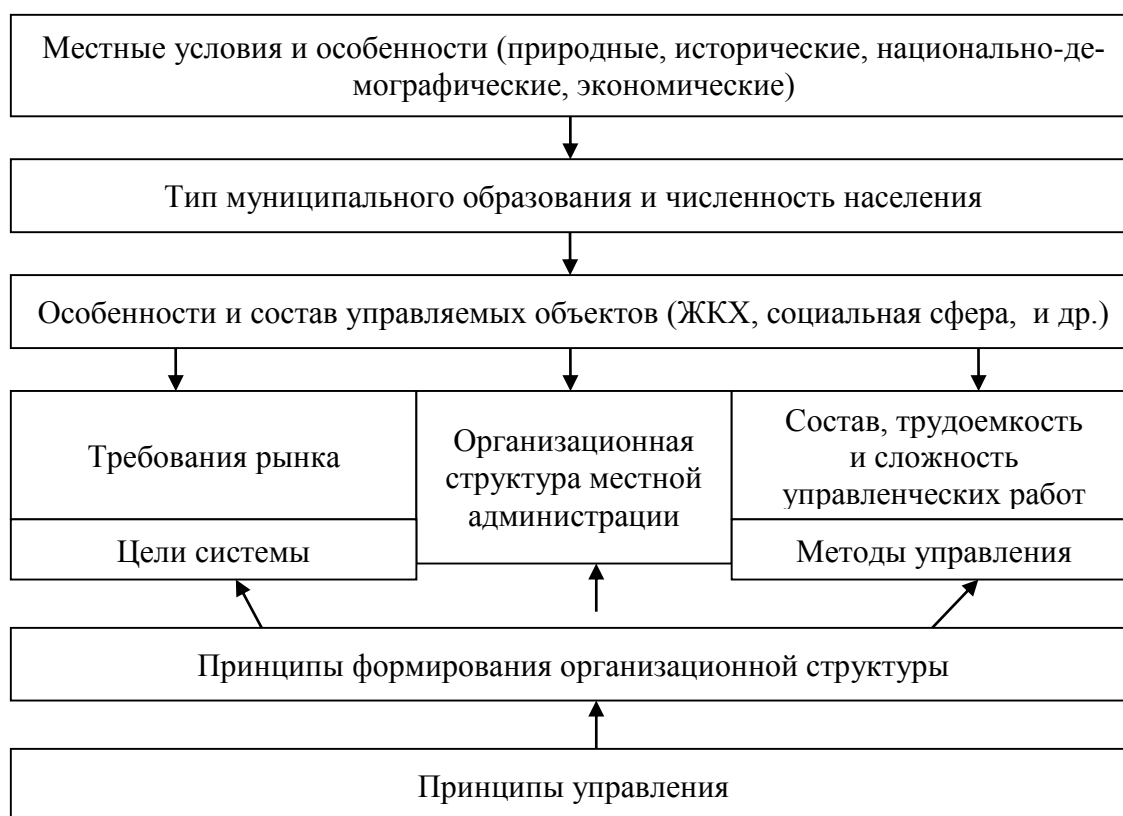 Местные условия и особенности (природные, исторические, национально-де-
мографические, экономические)
Тип муниципального образования и численность населения
Особенности и состав управляемых объектов (ЖКХ, социальная сфера, и др.)
Требования рынка
Организационная
структура местной
администрации
Состав, трудоемкость
и сложность
управленческих работ
Цели системы
Методы управления
Принципы формирования организационной структуры
Принципы управления